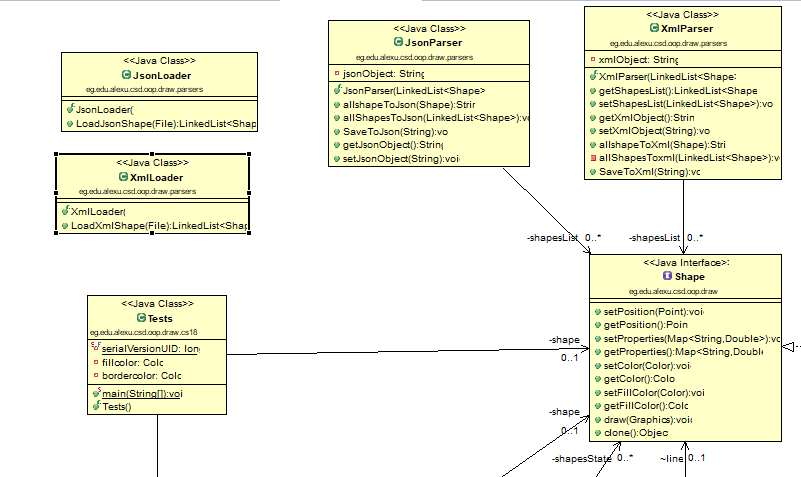 <<Java Class>>
JsonLoader
eg.edu.alexu.csd.oop.draw.parsers
JsonLoader(
LoadJsonShape(File):LinkedList<Shap
<<Java Class>>
XmlLoader
eg.edu.alexu.csd.oop.draw.parsers
XmlLoader(
LoadXmlShape(File):LinkedList<Shap
<<Java Class>>
JsonParser
eg.edu.alexu.csd.oop.draw.parsers
jsonObject: String
JsonParser(LinkedList<Shape>
allshapeToJson(Shape):Strir
allShapesToJson(LinkedList<Shape>):vo
SaveToJson(String):vo
getJsonObject():String
setJsonObject(String):voi
<<Java Class>>
XmlParser
eg.edu.alexu.csd.oop.draw.parsers
xmlObject: String
XmlParser(LinkedList<Shape:
getShapesList():LinkedList<Shape
setShapesList(LinkedList<Shape>):vo
getXmlObject():Strin
setXmlObject(String):vo
allshapeToXml(Shape):Stri
allShapesToxml(LinkedList<Shape>):v
SaveToXml(String):vo
-shapesList 0..*
-shapesList 0..*
<<Java Interface>:
Shape
eg.edu.alexu.csd.oop.draw
setPosition(Point):voi
getPosition():Poin
setProperties(Map<String,Double>):vo
getProperties():Map<String,Double
setColor(Color):voi
getColor():Colo
setFillColor(Color):voi
getFillColor():Colo
draw(Graphics):voi
clone():Objec
<<Java Class>>
Tests
eg.edu.alexu.csd.oop.draw.cs18
serialVersionUID: long
fillcolor: Colo
bordercolor: Colo
main(String[]):voi
Tests()
-shape
0..1
-shape
0..1
-shapesState 0..*
~line 0..1